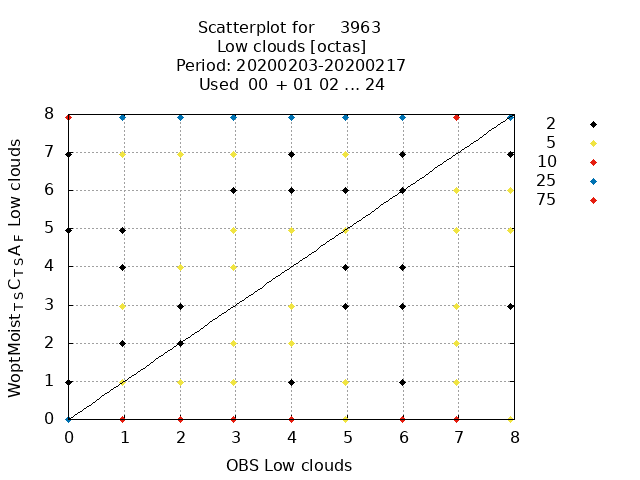 Scatterplot for 3963
Low clouds [octas]
Period: 20200203-20200217
Used 00 + 01 02 ... 24
8
7
6
5
4
3
2
1
0
0 1 2 3 4 5 6 7 8
OBS Low clouds
WoptMoist T S C T S A F Low clouds
2
5
10
25
75